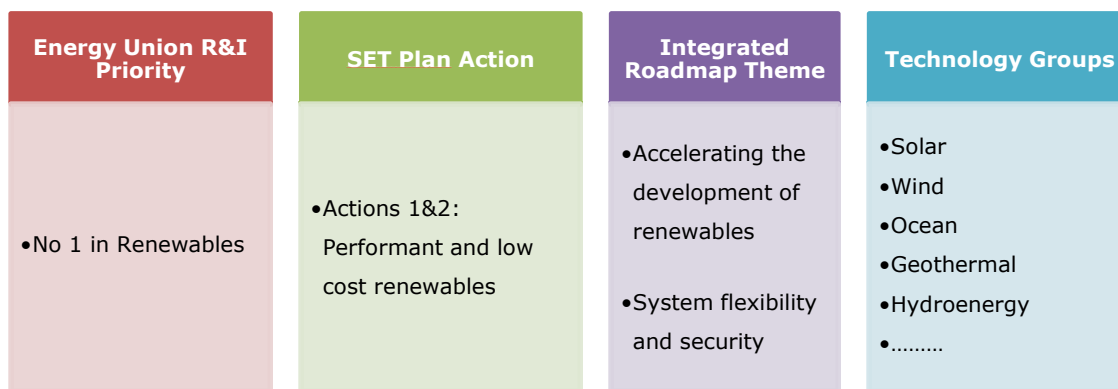 Energy Union R&I
Priority
•No 1 in Renewables
SET Plan Action
•Actions 1&2:
Performant and low
cost renewables
Integrated
Roadmap Theme
•Accelerating the
development of
renewables
•System flexibility
and security
Technology Groups
•Solar
•Wind
•Ocean
•Geothermal
•Hydroenergy
•………